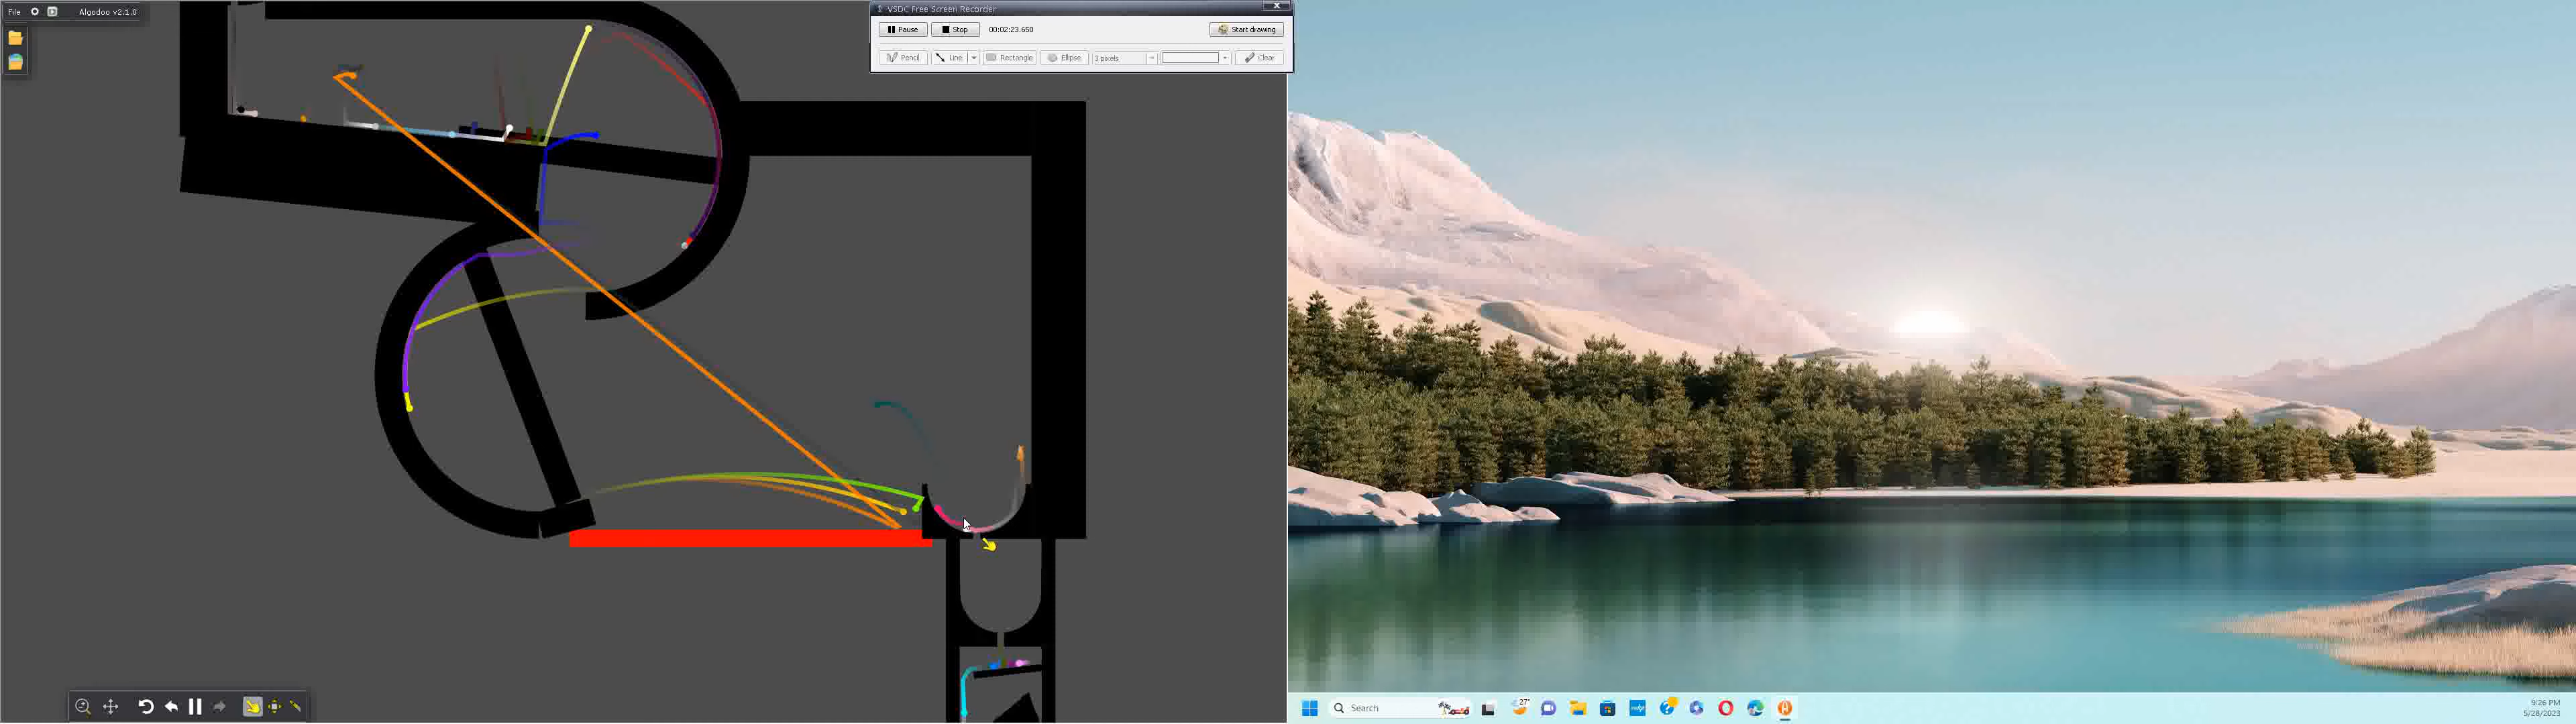 File Algodoo v2.1.0
VSDC Free Screen Recorder
Pause Stop 00:02:23.650 Start drawing
Pencil Line Rectangle Ellipse 3 pixels Clear
Search
27°
9:26 PM
5/28/2023